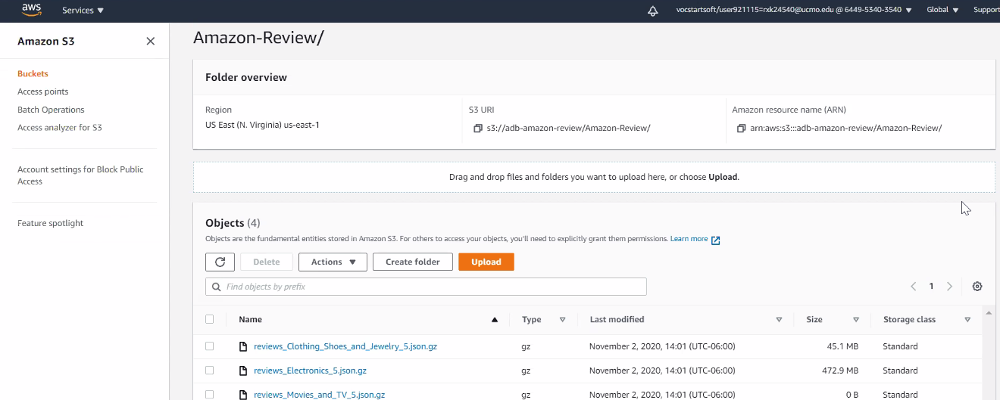 aws Services vocstartsoft/user921115=rxk24540@ucmo.edu @ 6449-5340-3540 Global Support
Amazon S3
Buckets
Access points
Batch Operations
Access analyzer for S3
Account settings for Block Public
Access
Feature spotlight
Amazon-Review/
Folder overview
Region S3 URI Amazon resource name (ARN)
US East (N. Virginia) us-east-1 s3://adb-amazon-review/Amazon-Review/ arn:aws:s3:::adb-amazon-review/Amazon-Review/
Drag and drop files and folders you want to upload here, or choose Upload.
Objects (4)
Objects are the fundamental entities stored in Amazon S3. For others to access your objects, you'll need to explicitly grant them permissions. Learn more
Delete Actions Create folder Upload
Find objects by prefix 1
Name Type Last modified Size Storage class
reviews_Clothing_Shoes_and_Jewelry_5.json.gz gz November 2, 2020, 14:01 (UTC-06:00) 45.1 MB Standard
reviews_Electronics_5.json.gz gz November 2, 2020, 14:01 (UTC-06:00) 472.9 MB Standard
reviews_Movies_and_TV_5.json.gz gz November 2, 2020, 14:01 (UTC-06:00) 0 B Standard